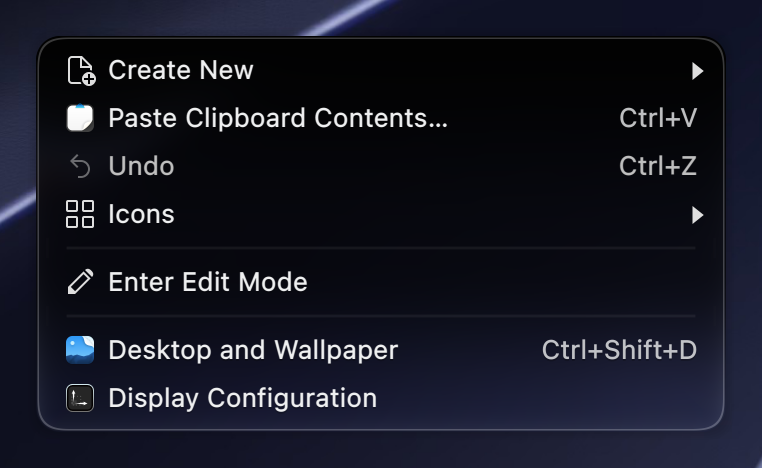 Create New
Paste Clipboard Contents... Ctrl+V
Undo Ctrl+Z
Icons
Enter Edit Mode
Desktop and Wallpaper Ctrl+Shift+D
Display Configuration